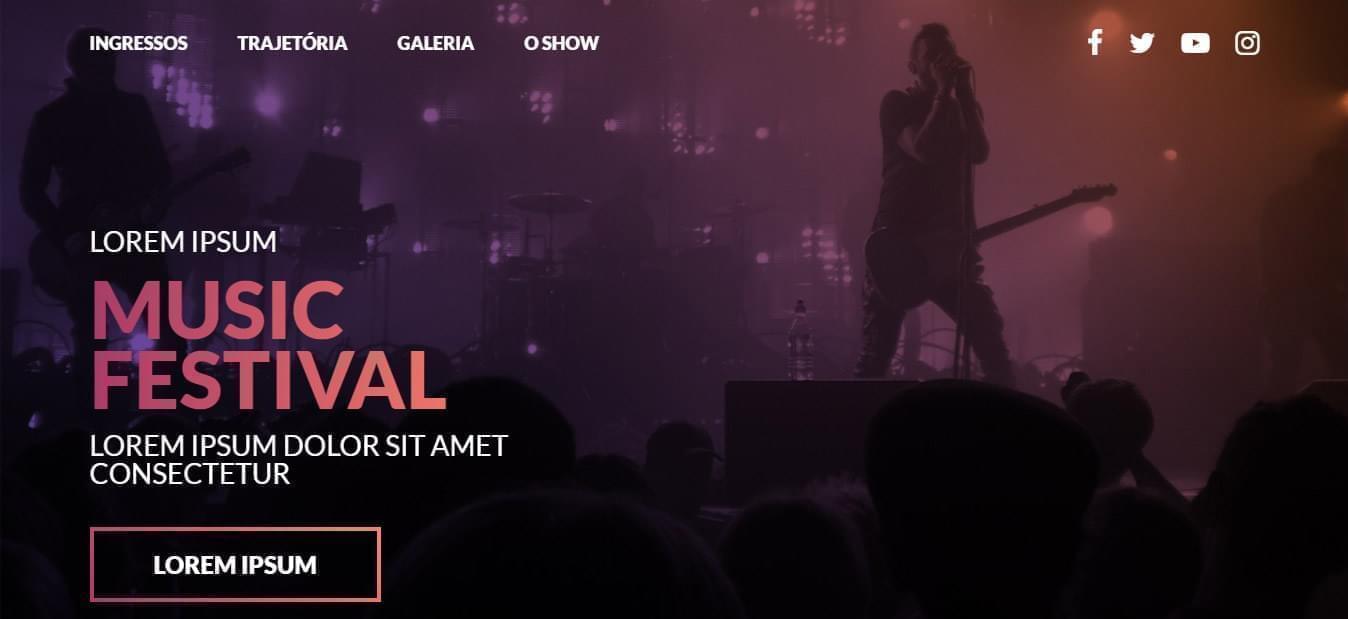 INGRESSOS TRAJETÓRIA GALERIA O SHOW
LOREM IPSUM
MUSIC
FESTIVAL
LOREM IPSUM DOLOR SIT AMET
CONSECTETUR
LOREM IPSUM